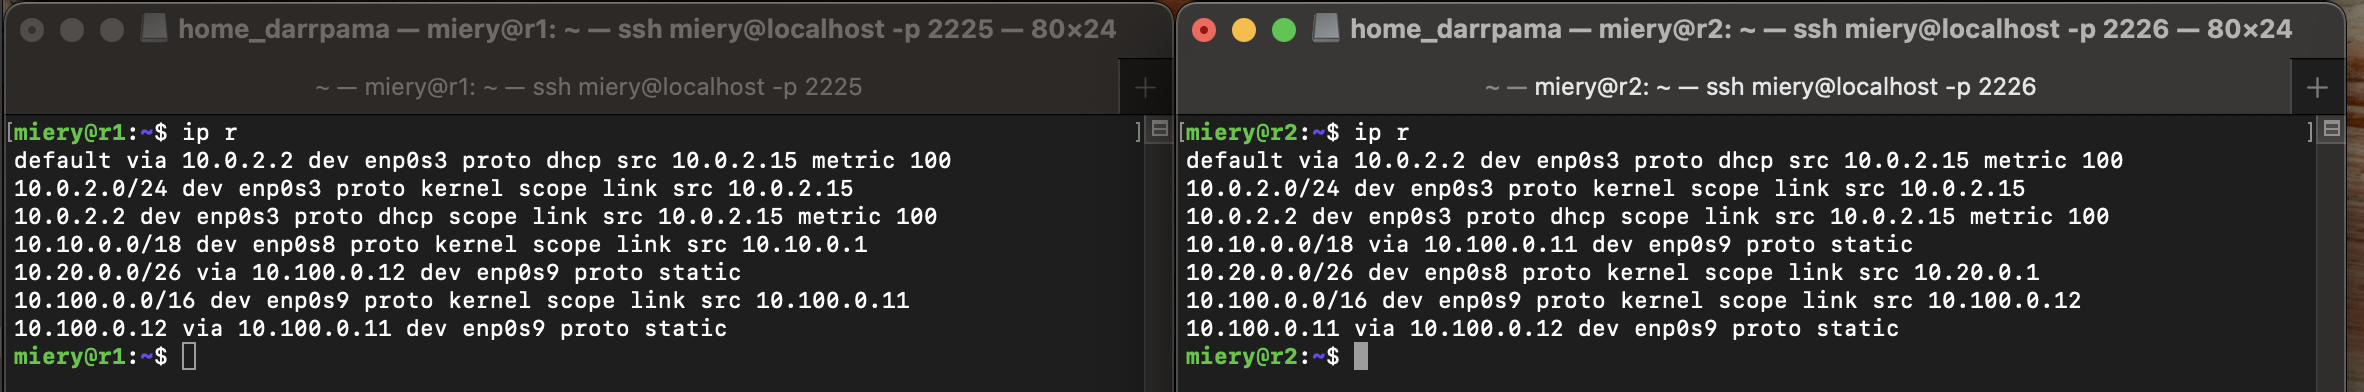 home_darrpama — miery@r1: ~ — ssh miery@localhost -p 2225 — 80×24
~ — miery@r1: ~ — ssh miery@localhost -p 2225
[miery@r1:~$ ip r ]
default via 10.0.2.2 dev enp0s3 proto dhcp src 10.0.2.15 metric 100
10.0.2.0/24 dev enp0s3 proto kernel scope link src 10.0.2.15
10.0.2.2 dev enp0s3 proto dhcp scope link src 10.0.2.15 metric 100
10.10.0.0/18 dev enp0s8 proto kernel scope link src 10.10.0.1
10.20.0.0/26 via 10.100.0.12 dev enp0s9 proto static
10.100.0.0/16 dev enp0s9 proto kernel scope link src 10.100.0.11
10.100.0.12 via 10.100.0.11 dev enp0s9 proto static
miery@r1:~$
home_darrpama — miery@r2: ~ — ssh miery@localhost -p 2226 — 80×24
~ — miery@r2: ~ — ssh miery@localhost -p 2226
[miery@r2:~$ ip r ]
default via 10.0.2.2 dev enp0s3 proto dhcp src 10.0.2.15 metric 100
10.0.2.0/24 dev enp0s3 proto kernel scope link src 10.0.2.15
10.0.2.2 dev enp0s3 proto dhcp scope link src 10.0.2.15 metric 100
10.10.0.0/18 via 10.100.0.11 dev enp0s9 proto static
10.20.0.0/26 dev enp0s8 proto kernel scope link src 10.20.0.1
10.100.0.0/16 dev enp0s9 proto kernel scope link src 10.100.0.12
10.100.0.11 via 10.100.0.12 dev enp0s9 proto static
miery@r2:~$